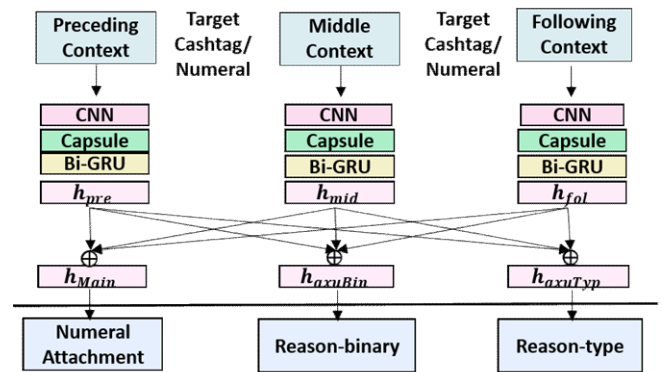 Preceding
Context
Target
Cashtag/
Numeral
Middle
Context
Target
Cashtag/
Numeral
Following
Context
CNN
Capsule
Bi-GRU
h_pre
CNN
Capsule
Bi-GRU
h_mid
CNN
Capsule
Bi-GRU
h_fol
⊕
⊕
⊕
h_Main
h_axuBin
h_axuTyp
Numeral
Attachment
Reason-binary
Reason-type